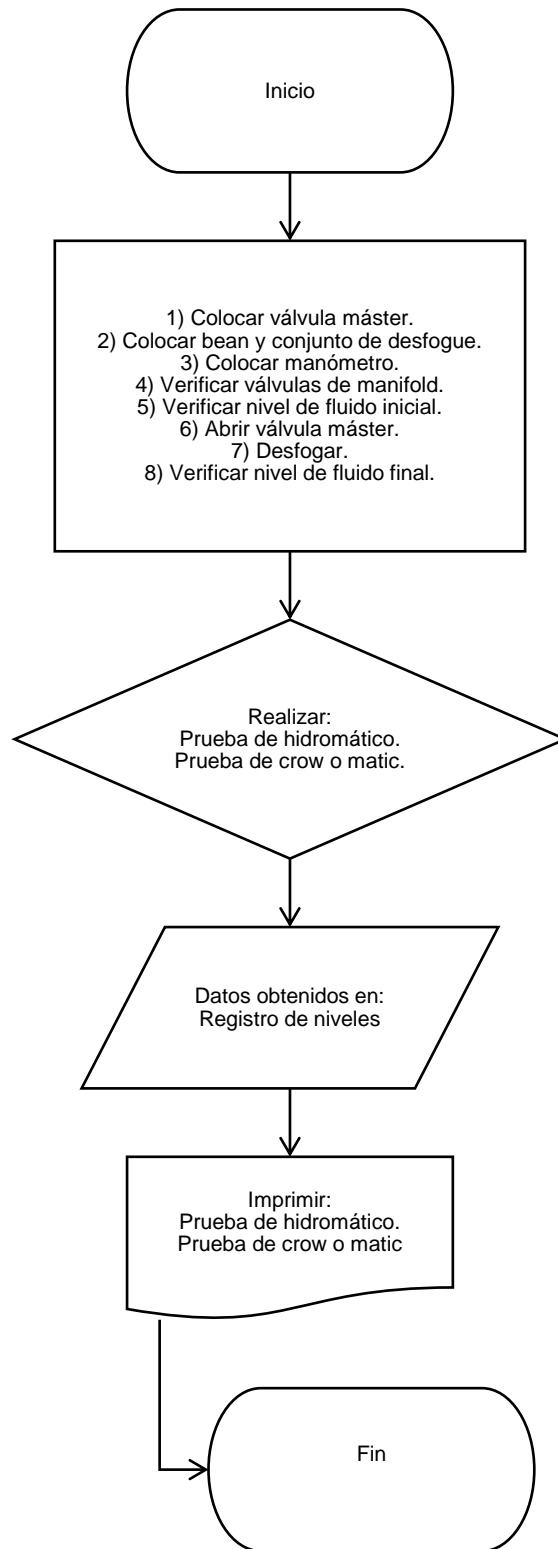 Inicio
1) Colocar válvula máster.
2) Colocar bean y conjunto de desfogue.
3) Colocar manómetro.
4) Verificar válvulas de manifold.
5) Verificar nivel de fluido inicial.
6) Abrir válvula máster.
7) Desfogar.
8) Verificar nivel de fluido final.
Realizar:
Prueba de hidromático.
Prueba de crow o matic.
Datos obtenidos en:
Registro de niveles
Imprimir:
Prueba de hidromático.
Prueba de crow o matic
Fin